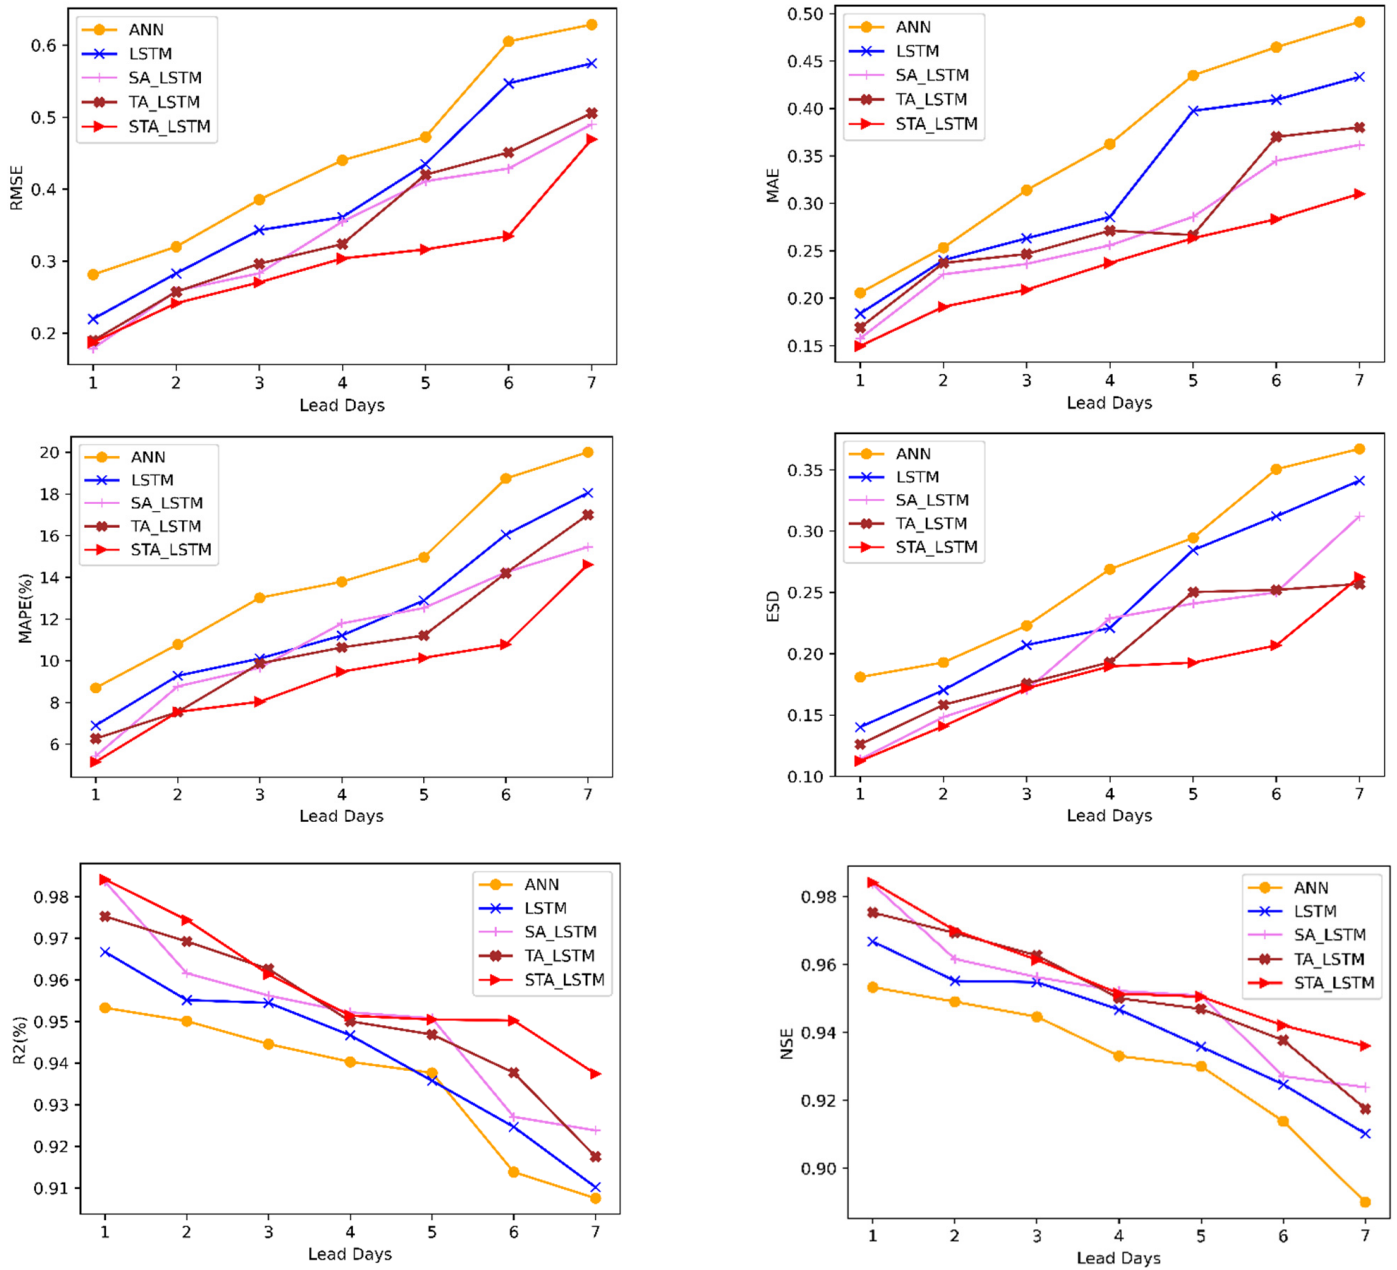 ANN
LSTM
SA_LSTM
TA_LSTM
STA_LSTM
0.6
0.5
0.4
0.3
0.2
RMSE
1 2 3 4 5 6 7
Lead Days
ANN
LSTM
SA_LSTM
TA_LSTM
STA_LSTM
0.50
0.45
0.40
0.35
0.30
0.25
0.20
0.15
MAE
1 2 3 4 5 6 7
Lead Days
ANN
LSTM
SA_LSTM
TA_LSTM
STA_LSTM
20
18
16
14
12
10
8
6
MAPE(%)
1 2 3 4 5 6 7
Lead Days
ANN
LSTM
SA_LSTM
TA_LSTM
STA_LSTM
0.35
0.30
0.25
0.20
0.15
0.10
ESD
1 2 3 4 5 6 7
Lead Days
ANN
LSTM
SA_LSTM
TA_LSTM
STA_LSTM
0.98
0.97
0.96
0.95
0.94
0.93
0.92
0.91
R2(%)
1 2 3 4 5 6 7
Lead Days
ANN
LSTM
SA_LSTM
TA_LSTM
STA_LSTM
0.98
0.96
0.94
0.92
0.90
NSE
1 2 3 4 5 6 7
Lead Days